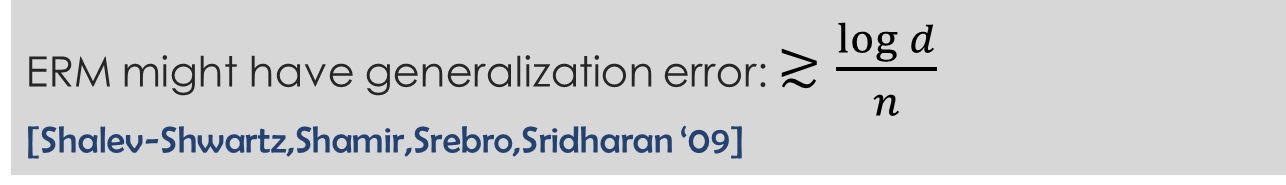 ERM might have generalization error: ≳ log d / n
[Shalev-Shwartz,Shamir,Srebro,Sridharan ‘09]